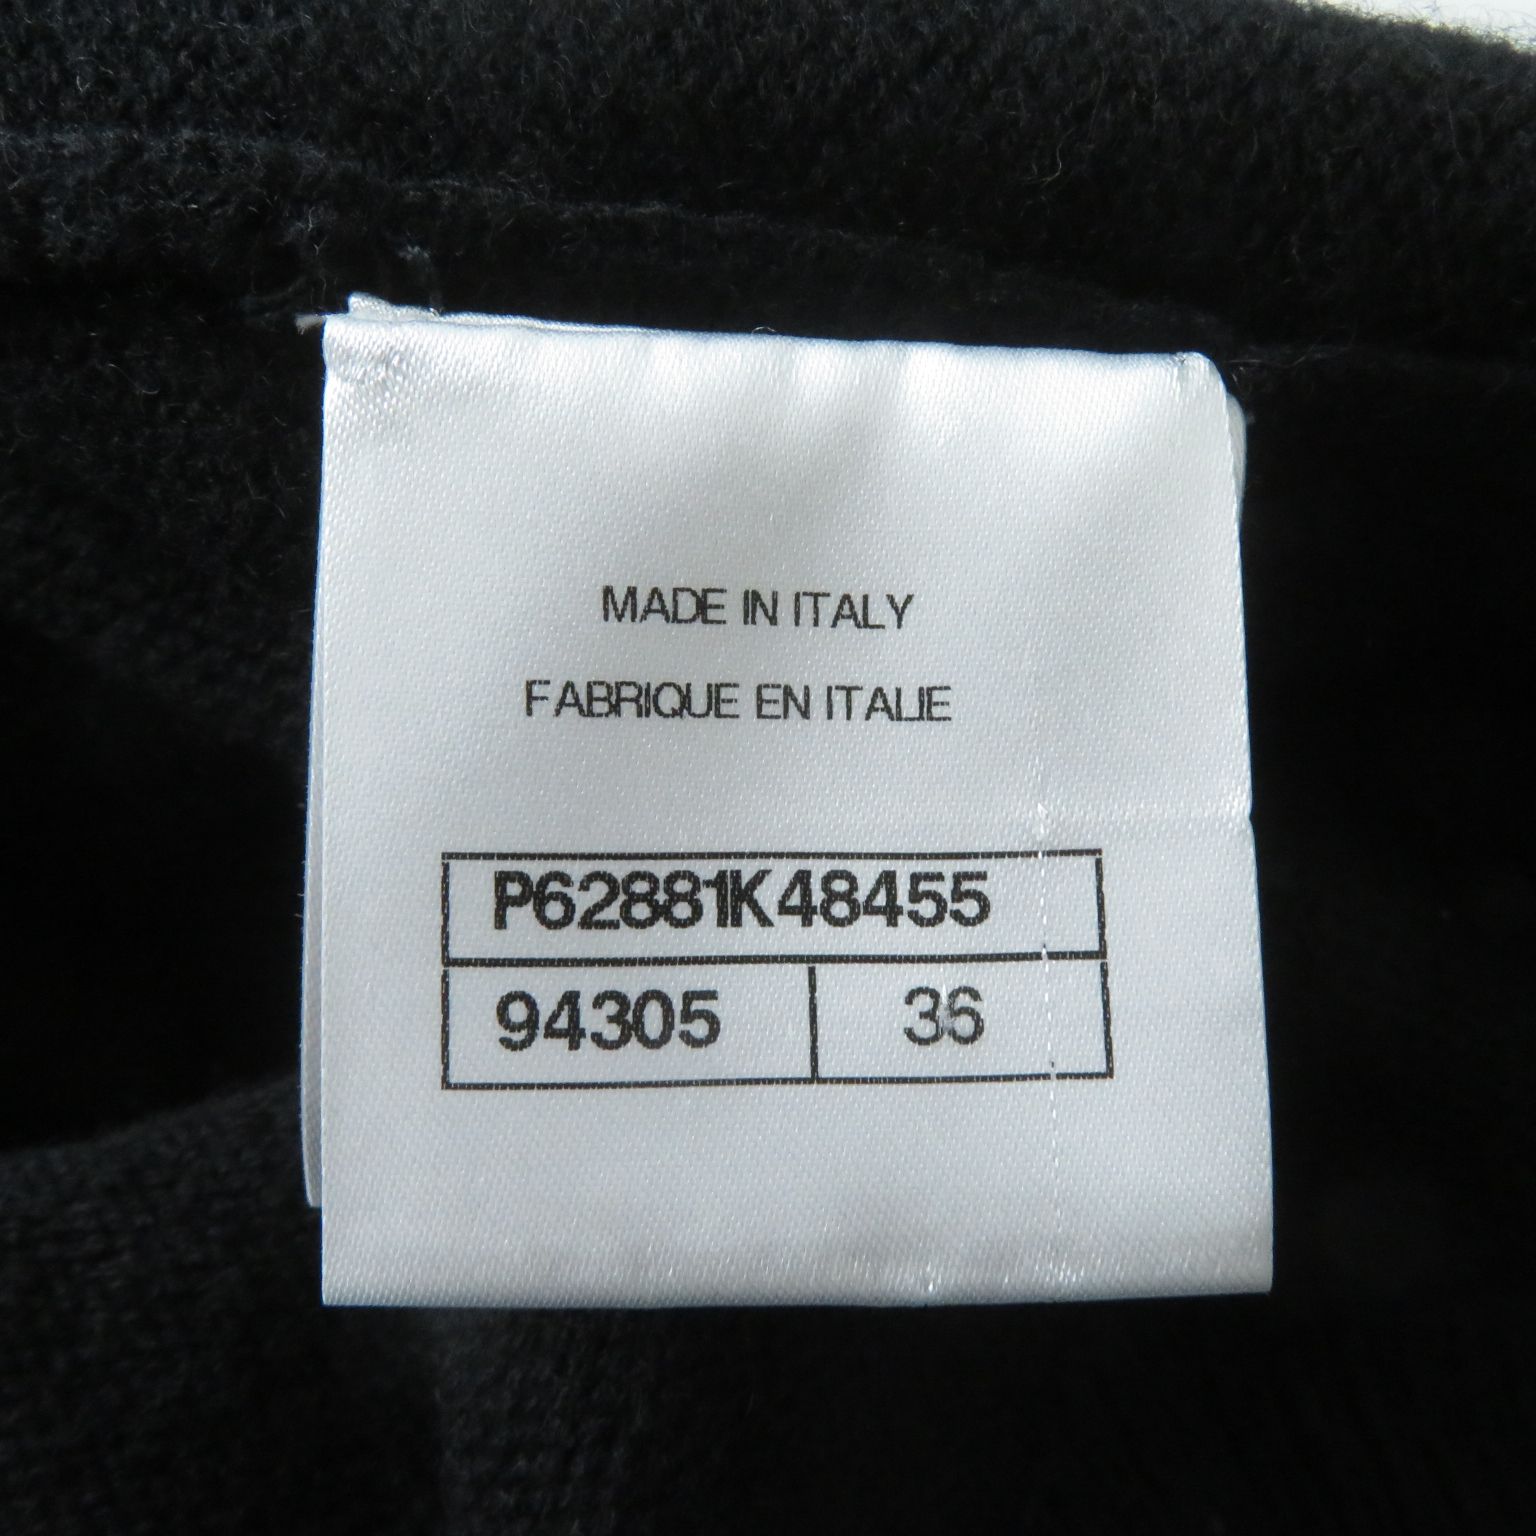 MADE IN ITALY
FABRIQUE EN ITALIE
P62881K48455
94305 36